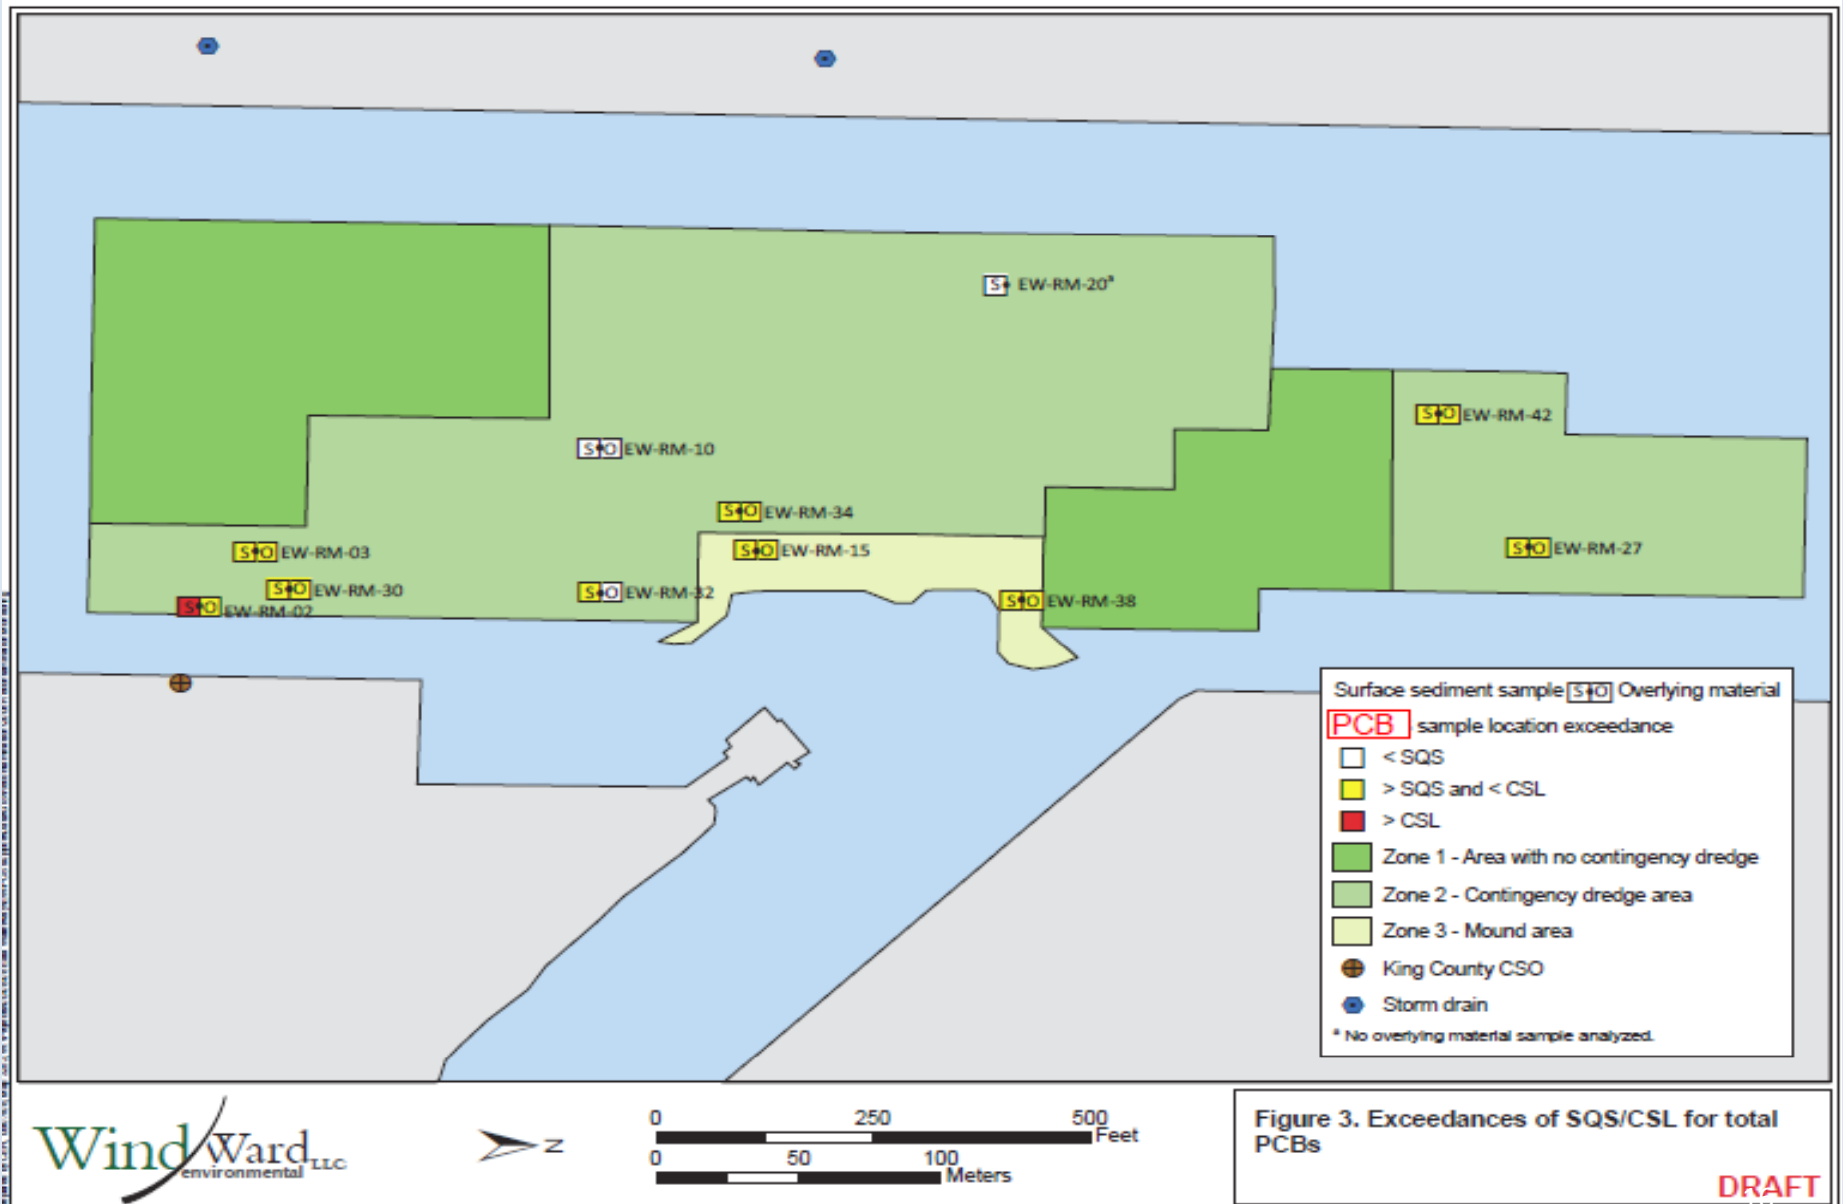 S O EW-RM-20ª
S O EW-RM-42
S O EW-RM-10
S O EW-RM-34
S O EW-RM-03
S O EW-RM-15
S O EW-RM-27
S O EW-RM-30
S O EW-RM-32
S O EW-RM-38
S O EW-RM-02
Surface sediment sample S O Overlying material
PCB sample location exceedance
< SQS
> SQS and < CSL
> CSL
Zone 1 - Area with no contingency dredge
Zone 2 - Contingency dredge area
Zone 3 - Mound area
King County CSO
Storm drain
ª No overlying material sample analyzed.
Wind Ward LLC
environmental
N
0 250 500
Feet
0 50 100
Meters
Figure 3. Exceedances of SQS/CSL for total
PCBs
DRAFT